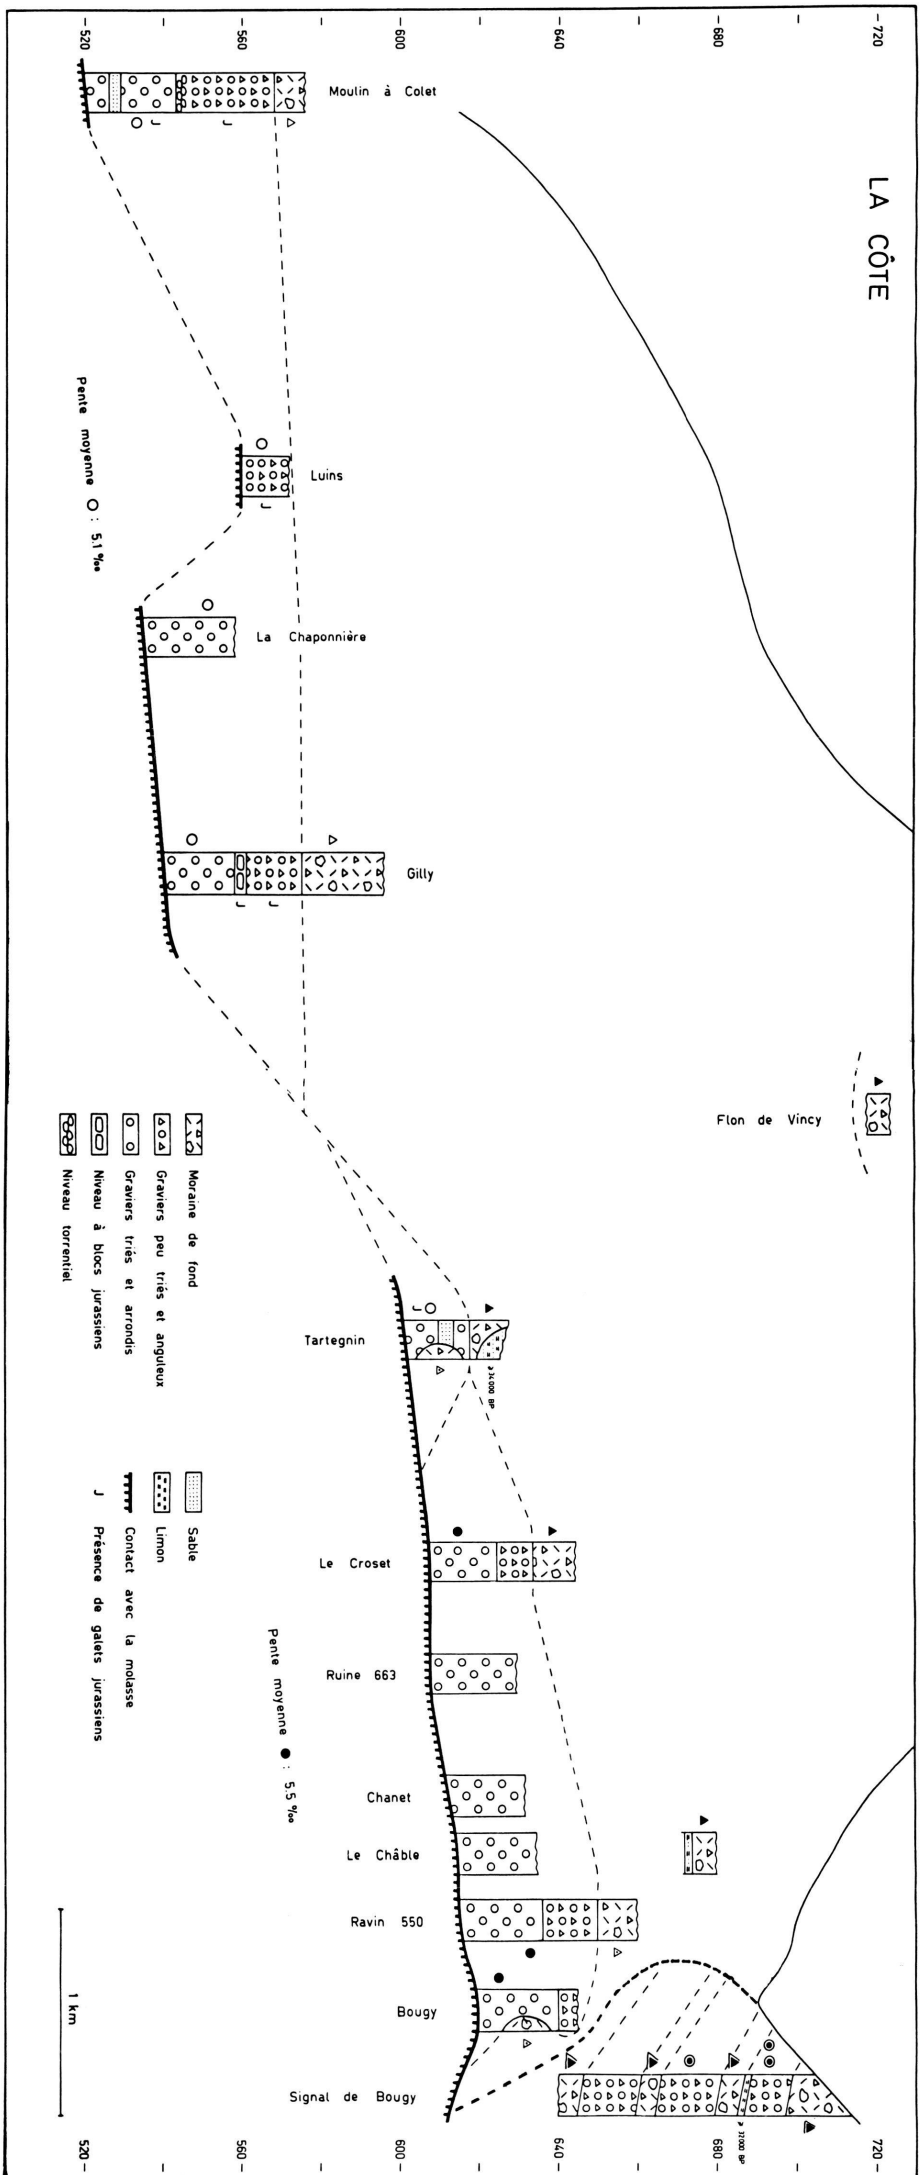 LA CÔTE
720
680
640
600
560
520
Moulin à Colet
J
J
Luins
J
Pente moyenne : 5.1 ‰
La Chaponnière
Gilly
J
J
Flon de Vincy
Tartegnin
J
≥ 34000 BP
Le Croset
Ruine 663
Pente moyenne : 5.5 ‰
Chanet
Le Châble
Ravin 550
Bougy
Signal de Bougy
720
680
640
600
560
520
Moraine de fond
Graviers peu triés et anguleux
Graviers triés et arrondis
Niveau à blocs jurassiens
Niveau torrentiel
Sable
Limon
Contact avec la molasse
J Présence de galets jurassiens
1 km